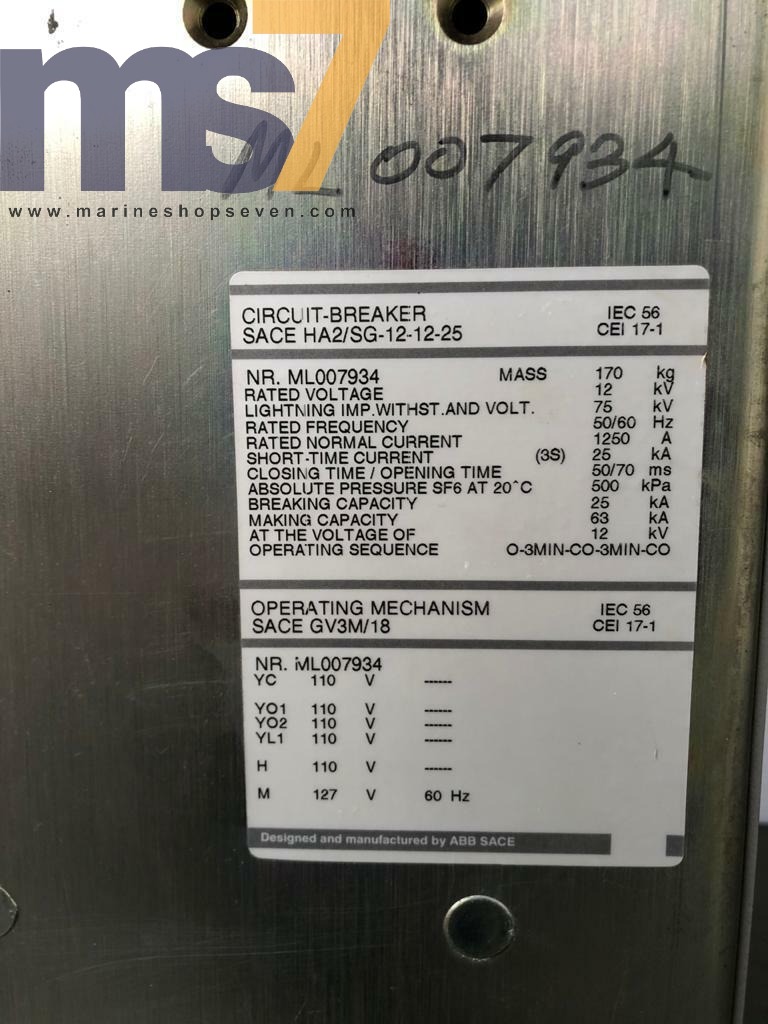 ms7
ML 007934
www.marineshopseven.com
CIRCUIT-BREAKER IEC 56
SACE HA2/SG-12-12-25 CEI 17-1
NR. ML007934 MASS 170 kg
RATED VOLTAGE 12 kV
LIGHTNING IMP.WITHST.AND VOLT. 75 kV
RATED FREQUENCY 50/60 Hz
RATED NORMAL CURRENT 1250 A
SHORT-TIME CURRENT (3S) 25 kA
CLOSING TIME / OPENING TIME 50/70 ms
ABSOLUTE PRESSURE SF6 AT 20^C 500 kPa
BREAKING CAPACITY 25 kA
MAKING CAPACITY 63 kA
AT THE VOLTAGE OF 12 kV
OPERATING SEQUENCE O-3MIN-CO-3MIN-CO
OPERATING MECHANISM IEC 56
SACE GV3M/18 CEI 17-1
NR. ML007934
YC 110 V ------
YO1 110 V ------
YO2 110 V ------
YL1 110 V ------
H 110 V ------
M 127 V 60 Hz
Designed and manufactured by ABB SACE